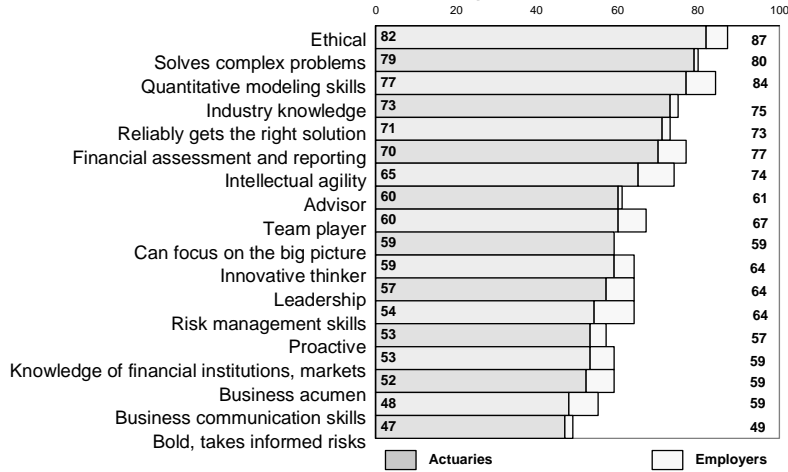 0 20 40 60 80 100
Ethical 82 87
Solves complex problems 79 80
Quantitative modeling skills 77 84
Industry knowledge 73 75
Reliably gets the right solution 71 73
Financial assessment and reporting 70 77
Intellectual agility 65 74
Advisor 60 61
Team player 60 67
Can focus on the big picture 59 59
Innovative thinker 59 64
Leadership 57 64
Risk management skills 54 64
Proactive 53 57
Knowledge of financial institutions, markets 53 59
Business acumen 52 59
Business communication skills 48 59
Bold, takes informed risks 47 49
Actuaries Employers